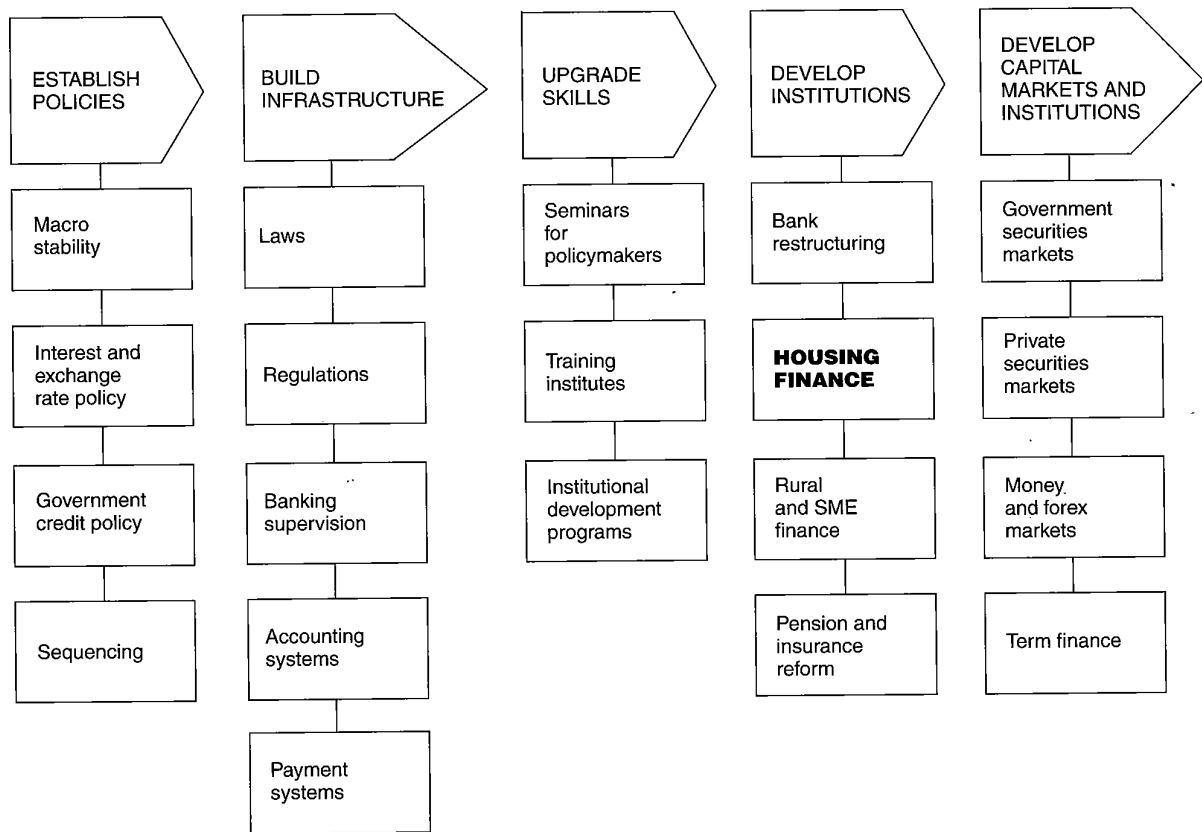 ESTABLISH
POLICIES
Macro
stability
Interest and
exchange
rate policy
Government
credit policy
Sequencing
BUILD
INFRASTRUCTURE
Laws
Regulations
Banking
supervision
Accounting
systems
Payment
systems
UPGRADE
SKILLS
Seminars
for
policymakers
Training
institutes
Institutional
development
programs
DEVELOP
INSTITUTIONS
Bank
restructuring
HOUSING
FINANCE
Rural
and SME
finance
Pension and
insurance
reform
DEVELOP
CAPITAL
MARKETS AND
INSTITUTIONS
Government
securities
markets
Private
securities
markets
Money
and forex
markets
Term finance